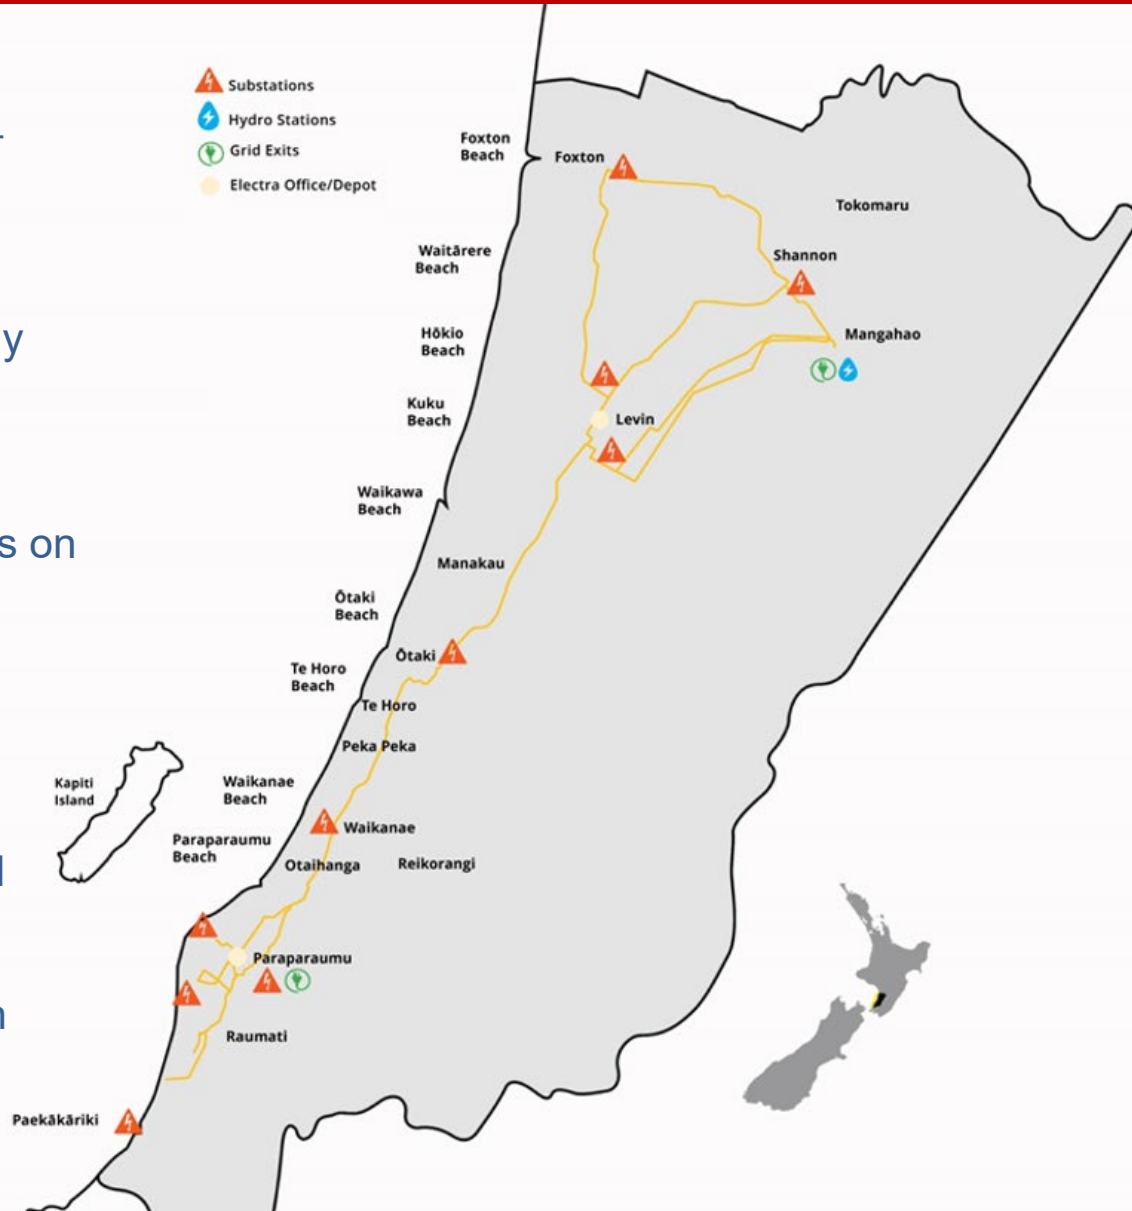 Substations
Hydro Stations
Grid Exits
Electra Office/Depot
Foxton
Beach
Foxton
Tokomaru
Waitārere
Beach
Shannon
y
Hōkio
Beach
Mangahao
Kuku
Beach
Levin
Waikawa
Beach
s on
Manakau
Ōtaki
Beach
Ōtaki
Te Horo
Beach
Te Horo
Peka Peka
Kapiti
Island
Waikanae
Beach
Waikanae
Paraparaumu
Beach
Otaihanga
Reikorangi
Paraparaumu
Raumati
Paekākāriki